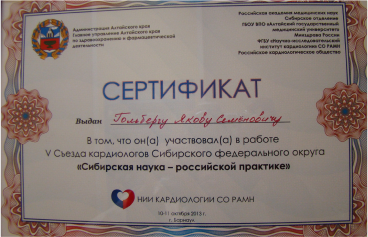 Администрация Алтайского края
Главное управление Алтайского края
по здравоохранению и фармацевтической
деятельности
Российская академия медицинских наук
Сибирское отделение
ГБОУ ВПО «Алтайский государственный
медицинский университет»
Минздрава России
ФГБУ «Научно-исследовательский
институт кардиологии» СО РАМН
Российское кардиологическое общество
СЕРТИФИКАТ
Выдан Гольбергу Якову Семёновичу
В том, что он(а) участвовал(а) в работе
V Съезда кардиологов Сибирского федерального округа
«Сибирская наука – российской практике»
НИИ КАРДИОЛОГИИ СО РАМН
10-11 октября 2013 г.
г. Барнаул